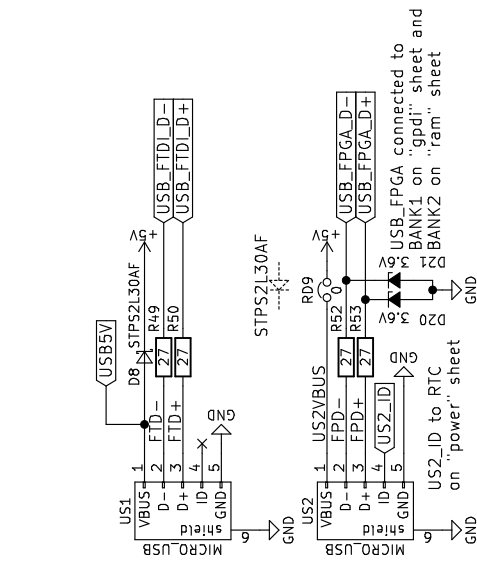 USB5V
D8
STPS2L30AF
+5V
FTD-
R49
27
USB_FTDI_D-
FTD+
R50
27
USB_FTDI_D+
US1
VBUS
1
D-
2
D+
3
ID
4
GND
5
GND
shield
MICRO_USB
6
GND
STPS2L30AF
US2VBUS
RD9
0
+5V
FPD-
R52
27
USB_FPGA_D-
FPD+
R53
27
USB_FPGA_D+
US2_ID
US2
VBUS
1
D-
2
D+
3
ID
4
GND
5
GND
shield
MICRO_USB
6
GND
D21
3.6V
D20
3.6V
GND
USB_FPGA connected to
BANK1 on "gpdi" sheet and
BANK2 on "ram" sheet
US2_ID to RTC
on "power" sheet